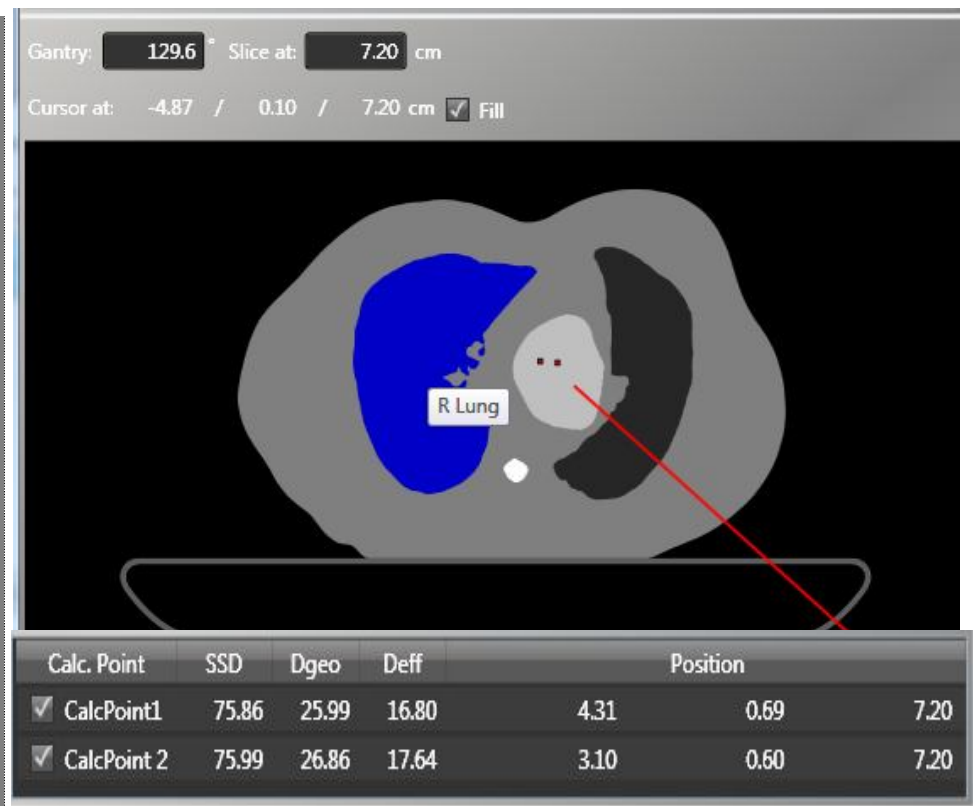 Gantry: 129.6 ° Slice at: 7.20 cm
Cursor at: -4.87 / 0.10 / 7.20 cm Fill
R Lung
Calc. Point SSD Dgeo Deff Position
CalcPoint1 75.86 25.99 16.80 4.31 0.69 7.20
CalcPoint 2 75.99 26.86 17.64 3.10 0.60 7.20